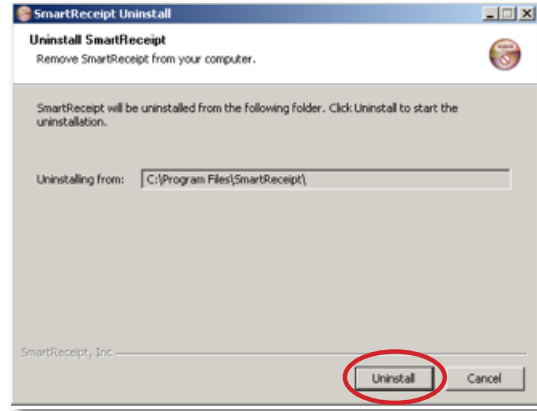 SmartReceipt Uninstall
Uninstall SmartReceipt
Remove SmartReceipt from your computer.
SmartReceipt will be uninstalled from the following folder. Click Uninstall to start the
uninstallation.
Uninstalling from: C:\Program Files\SmartReceipt\
SmartReceipt, Inc
Uninstall Cancel